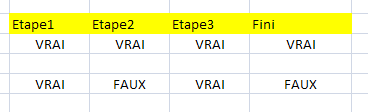 Etape1 Etape2 Etape3 Fini
VRAI VRAI VRAI VRAI
VRAI FAUX VRAI FAUX